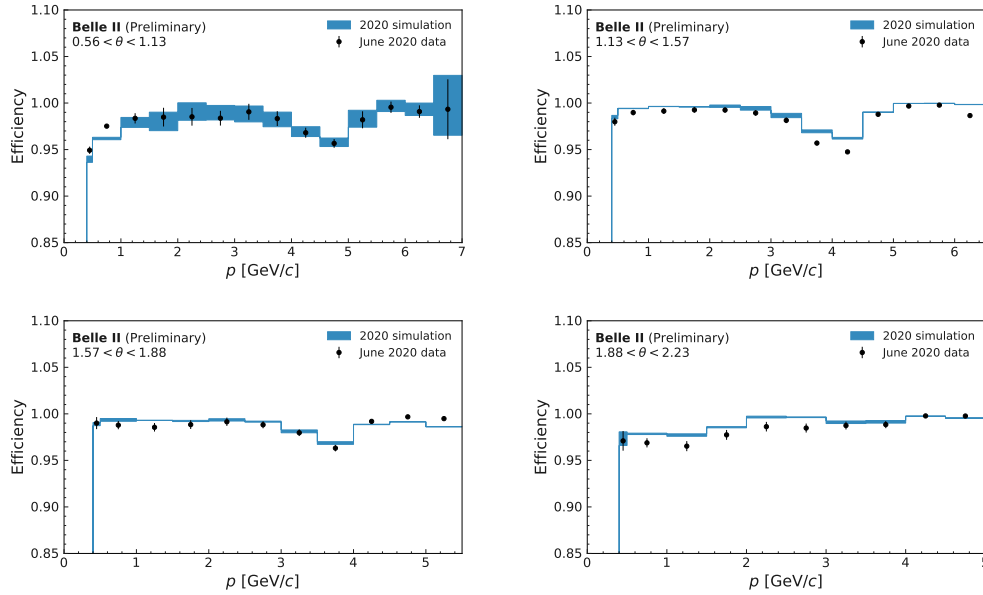 Belle II (Preliminary)
0.56 < θ < 1.13
2020 simulation
June 2020 data
Efficiency
1.10
1.05
1.00
0.95
0.90
0.85
0 1 2 3 4 5 6 7
p [GeV/c]
Belle II (Preliminary)
1.13 < θ < 1.57
2020 simulation
June 2020 data
Efficiency
1.10
1.05
1.00
0.95
0.90
0.85
0 1 2 3 4 5 6
p [GeV/c]
Belle II (Preliminary)
1.57 < θ < 1.88
2020 simulation
June 2020 data
Efficiency
1.10
1.05
1.00
0.95
0.90
0.85
0 1 2 3 4 5
p [GeV/c]
Belle II (Preliminary)
1.88 < θ < 2.23
2020 simulation
June 2020 data
Efficiency
1.10
1.05
1.00
0.95
0.90
0.85
0 1 2 3 4 5
p [GeV/c]